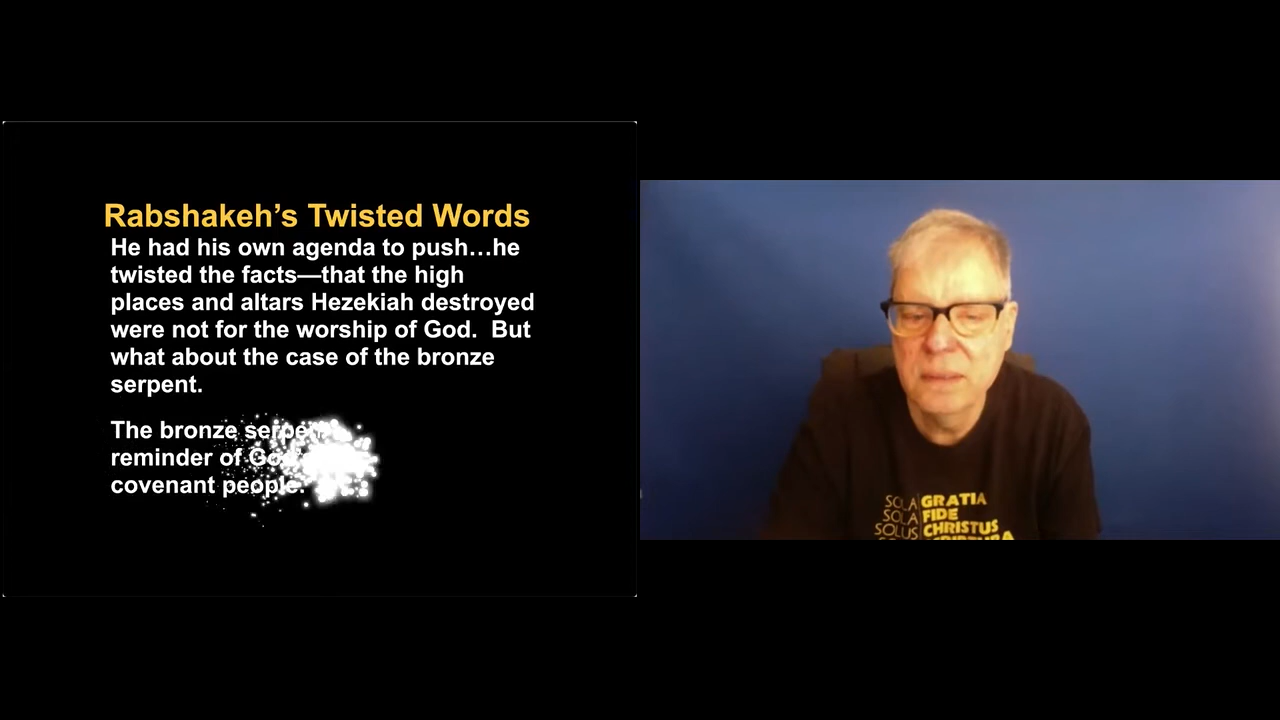 Rabshakeh’s Twisted Words
He had his own agenda to push…he
twisted the facts—that the high
places and altars Hezekiah destroyed
were not for the worship of God.  But
what about the case of the bronze
serpent.
The bronze
reminder of
covenant people.
SOLA GRATIA
SOLA FIDE
SOLUS CHRISTUS